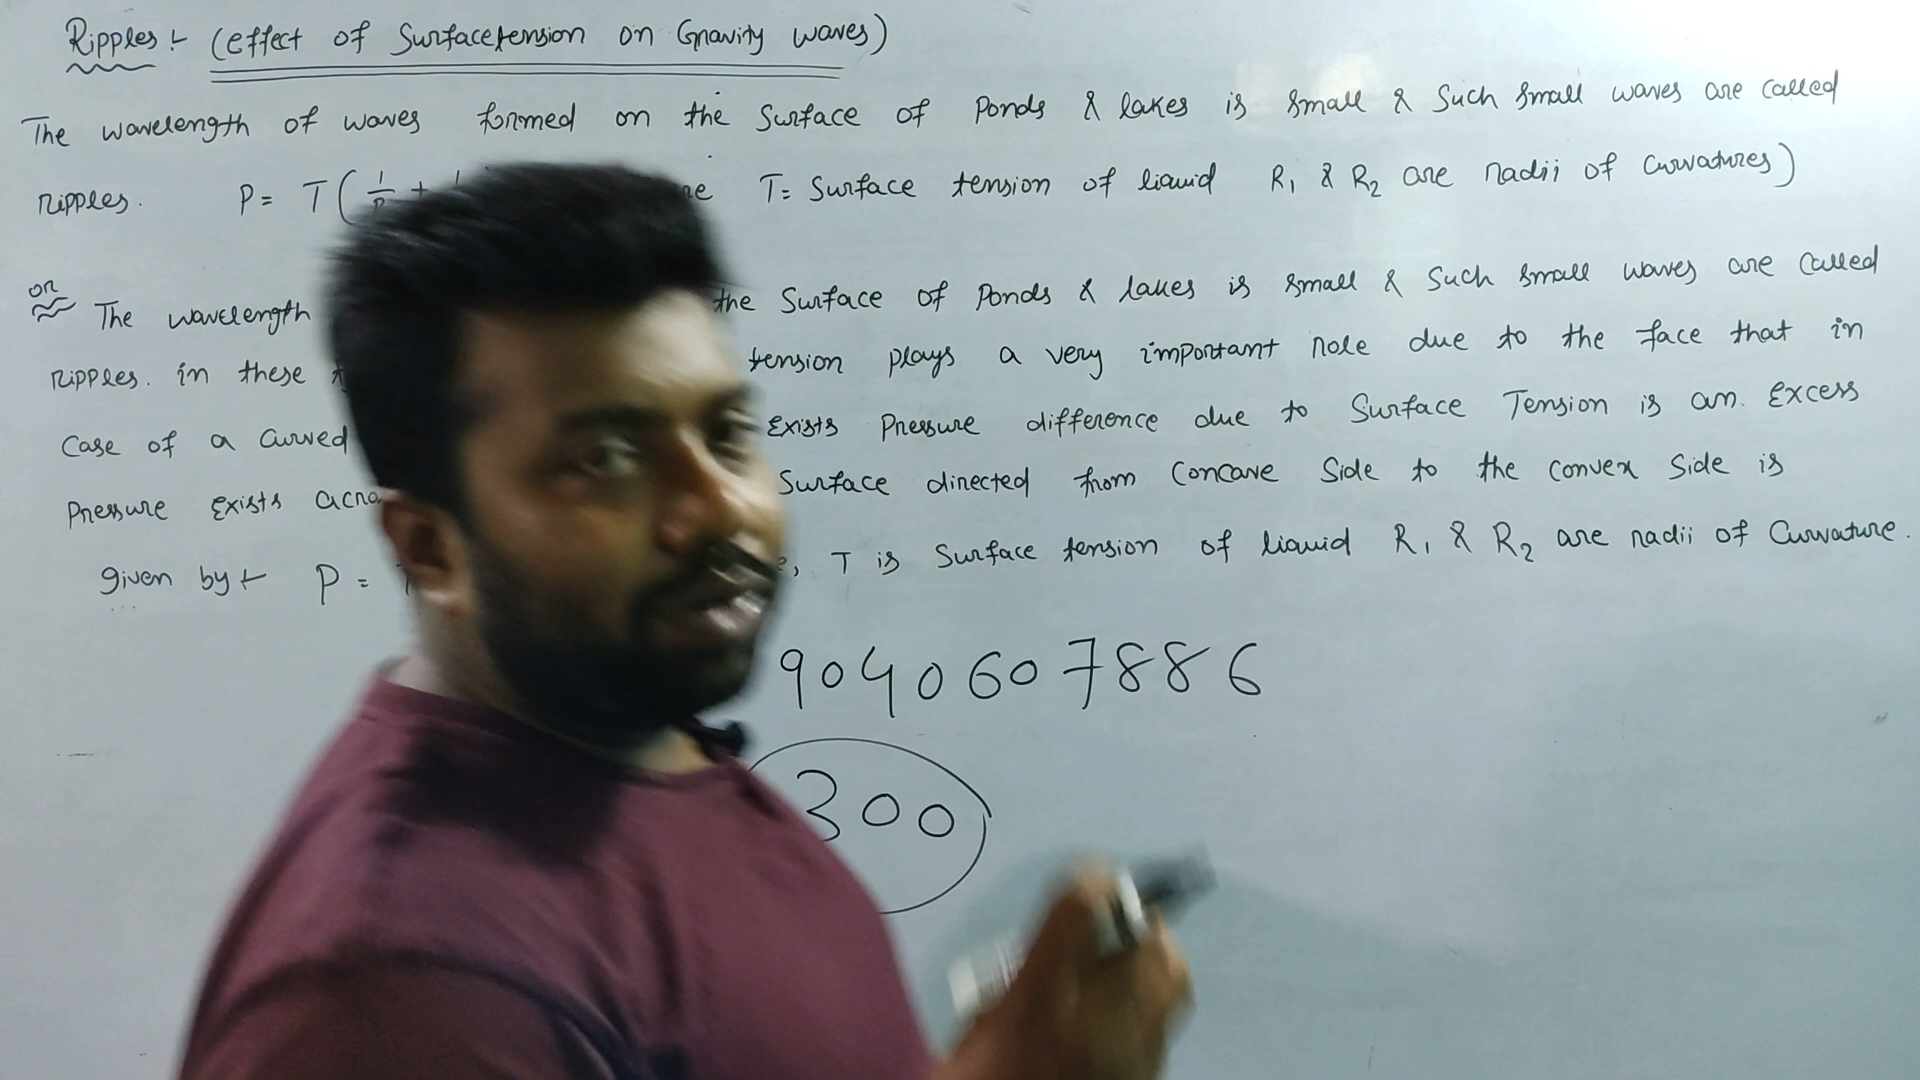 Ripples :- (effect of Surface tension on Gravity waves)
The wavelength of waves formed on the Surface of Ponds & lakes is small & Such small waves are called
ripples. P = T ( 1 + T = Surface tension of liquid R1 & R2 are radii of curvatures)
or
The wavelength the Surface of Ponds & lakes is small & Such small waves are called
ripples. in these tension plays a very important role due to the face that in
Case of a curved Exists Pressure difference due to Surface Tension is an. Excess
Pressure Exists Surface directed from Concave Side to the convex Side is
given by :- P = , T is Surface tension of liquid R1 & R2 are radii of Curvature.
9040607886
300